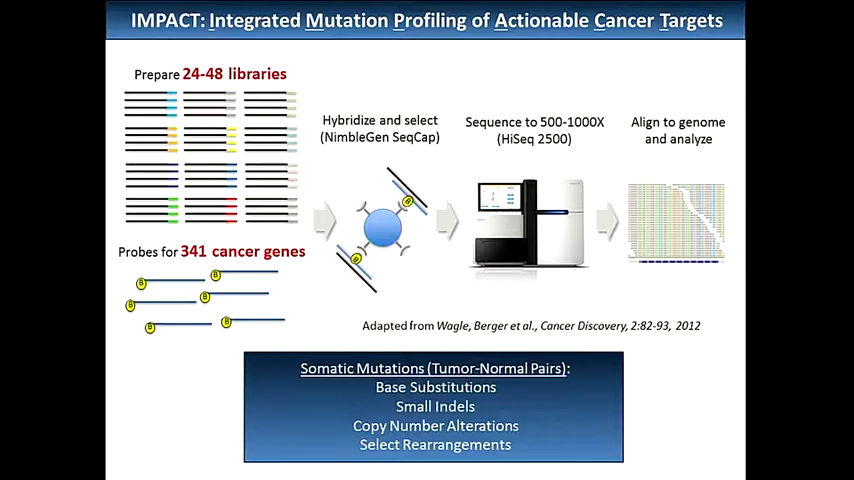 IMPACT: Integrated Mutation Profiling of Actionable Cancer Targets
Prepare 24-48 libraries
Hybridize and select
(NimbleGen SeqCap)
Sequence to 500-1000X
(HiSeq 2500)
Align to genome
and analyze
B
B
Probes for 341 cancer genes
B
B
B
B
B
B
Adapted from Wagle, Berger et al., Cancer Discovery, 2:82-93, 2012
Somatic Mutations (Tumor-Normal Pairs):
Base Substitutions
Small Indels
Copy Number Alterations
Select Rearrangements